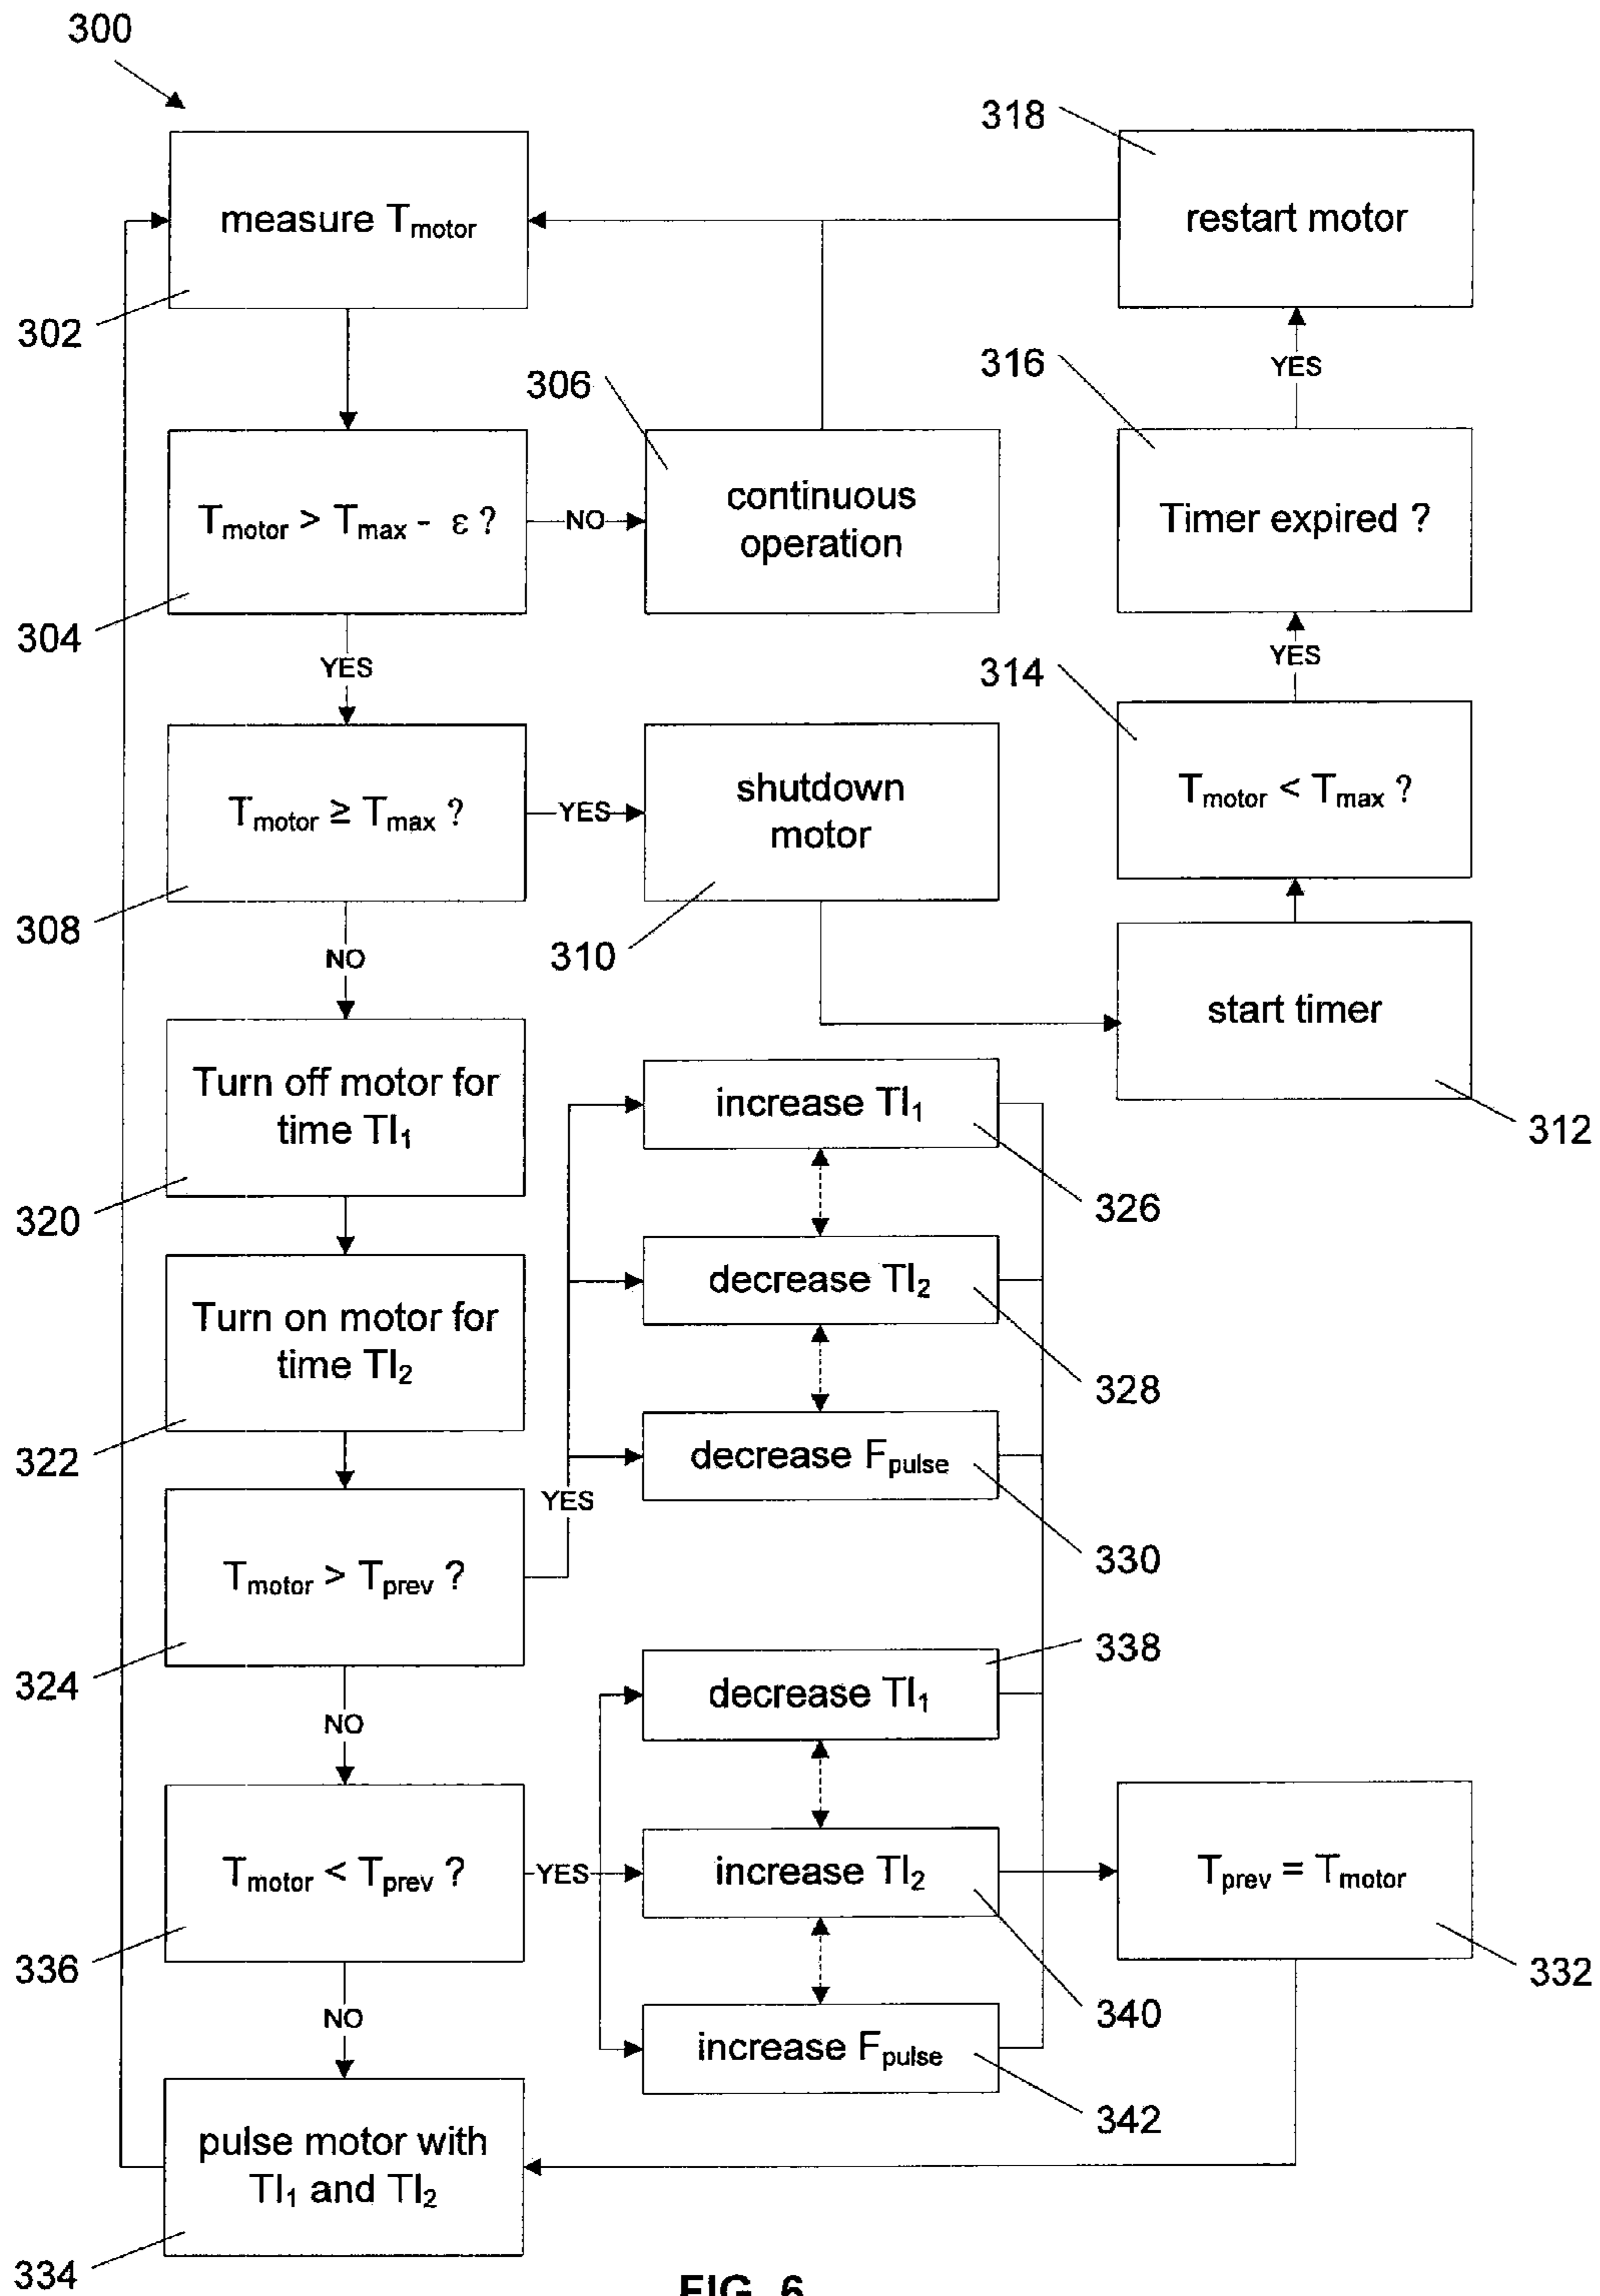 300
318
measure Tmotor
restart motor
302
306
316
YES
Tmotor > Tmax - ε ?
NO
continuous
operation
Timer expired ?
304
YES
314
YES
Tmotor ≥ Tmax ?
YES
shutdown
motor
Tmotor < Tmax ?
308
NO
310
start timer
Turn off motor for
time TI1
increase TI1
312
320
326
Turn on motor for
time TI2
decrease TI2
328
322
decrease Fpulse
YES
330
Tmotor > Tprev ?
338
324
decrease TI1
NO
Tmotor < Tprev ?
YES
increase TI2
Tprev = Tmotor
336
332
NO
340
increase Fpulse
342
pulse motor with
TI1 and TI2
334
FIG. 6